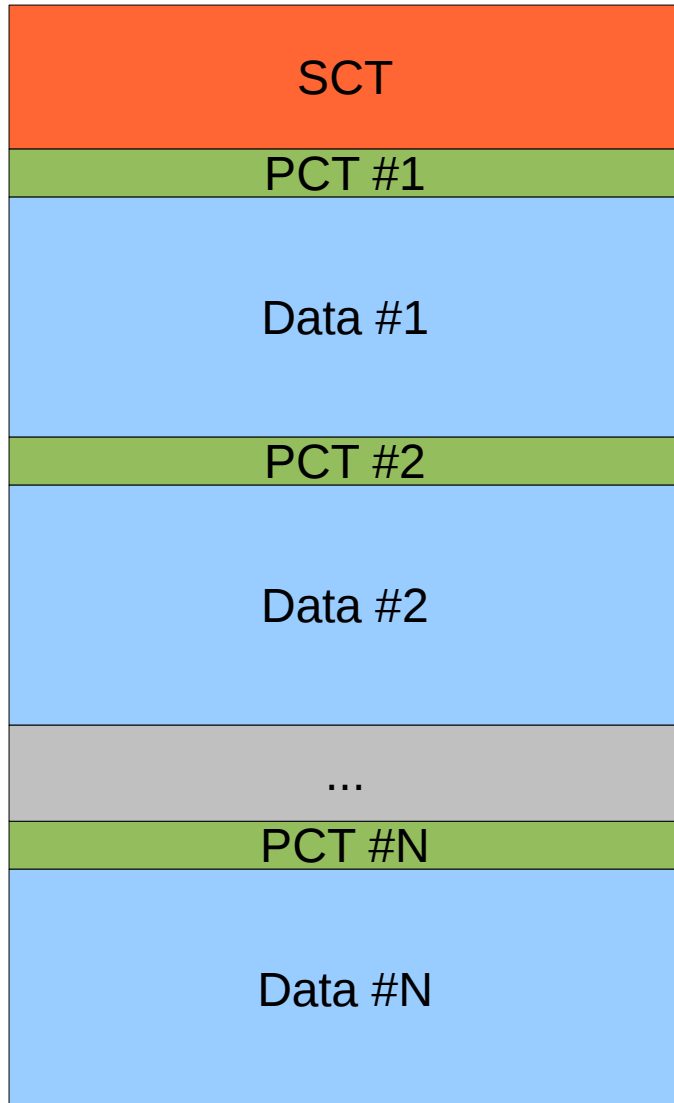 SCT
PCT #1
Data #1
PCT #2
Data #2
...
PCT #N
Data #N